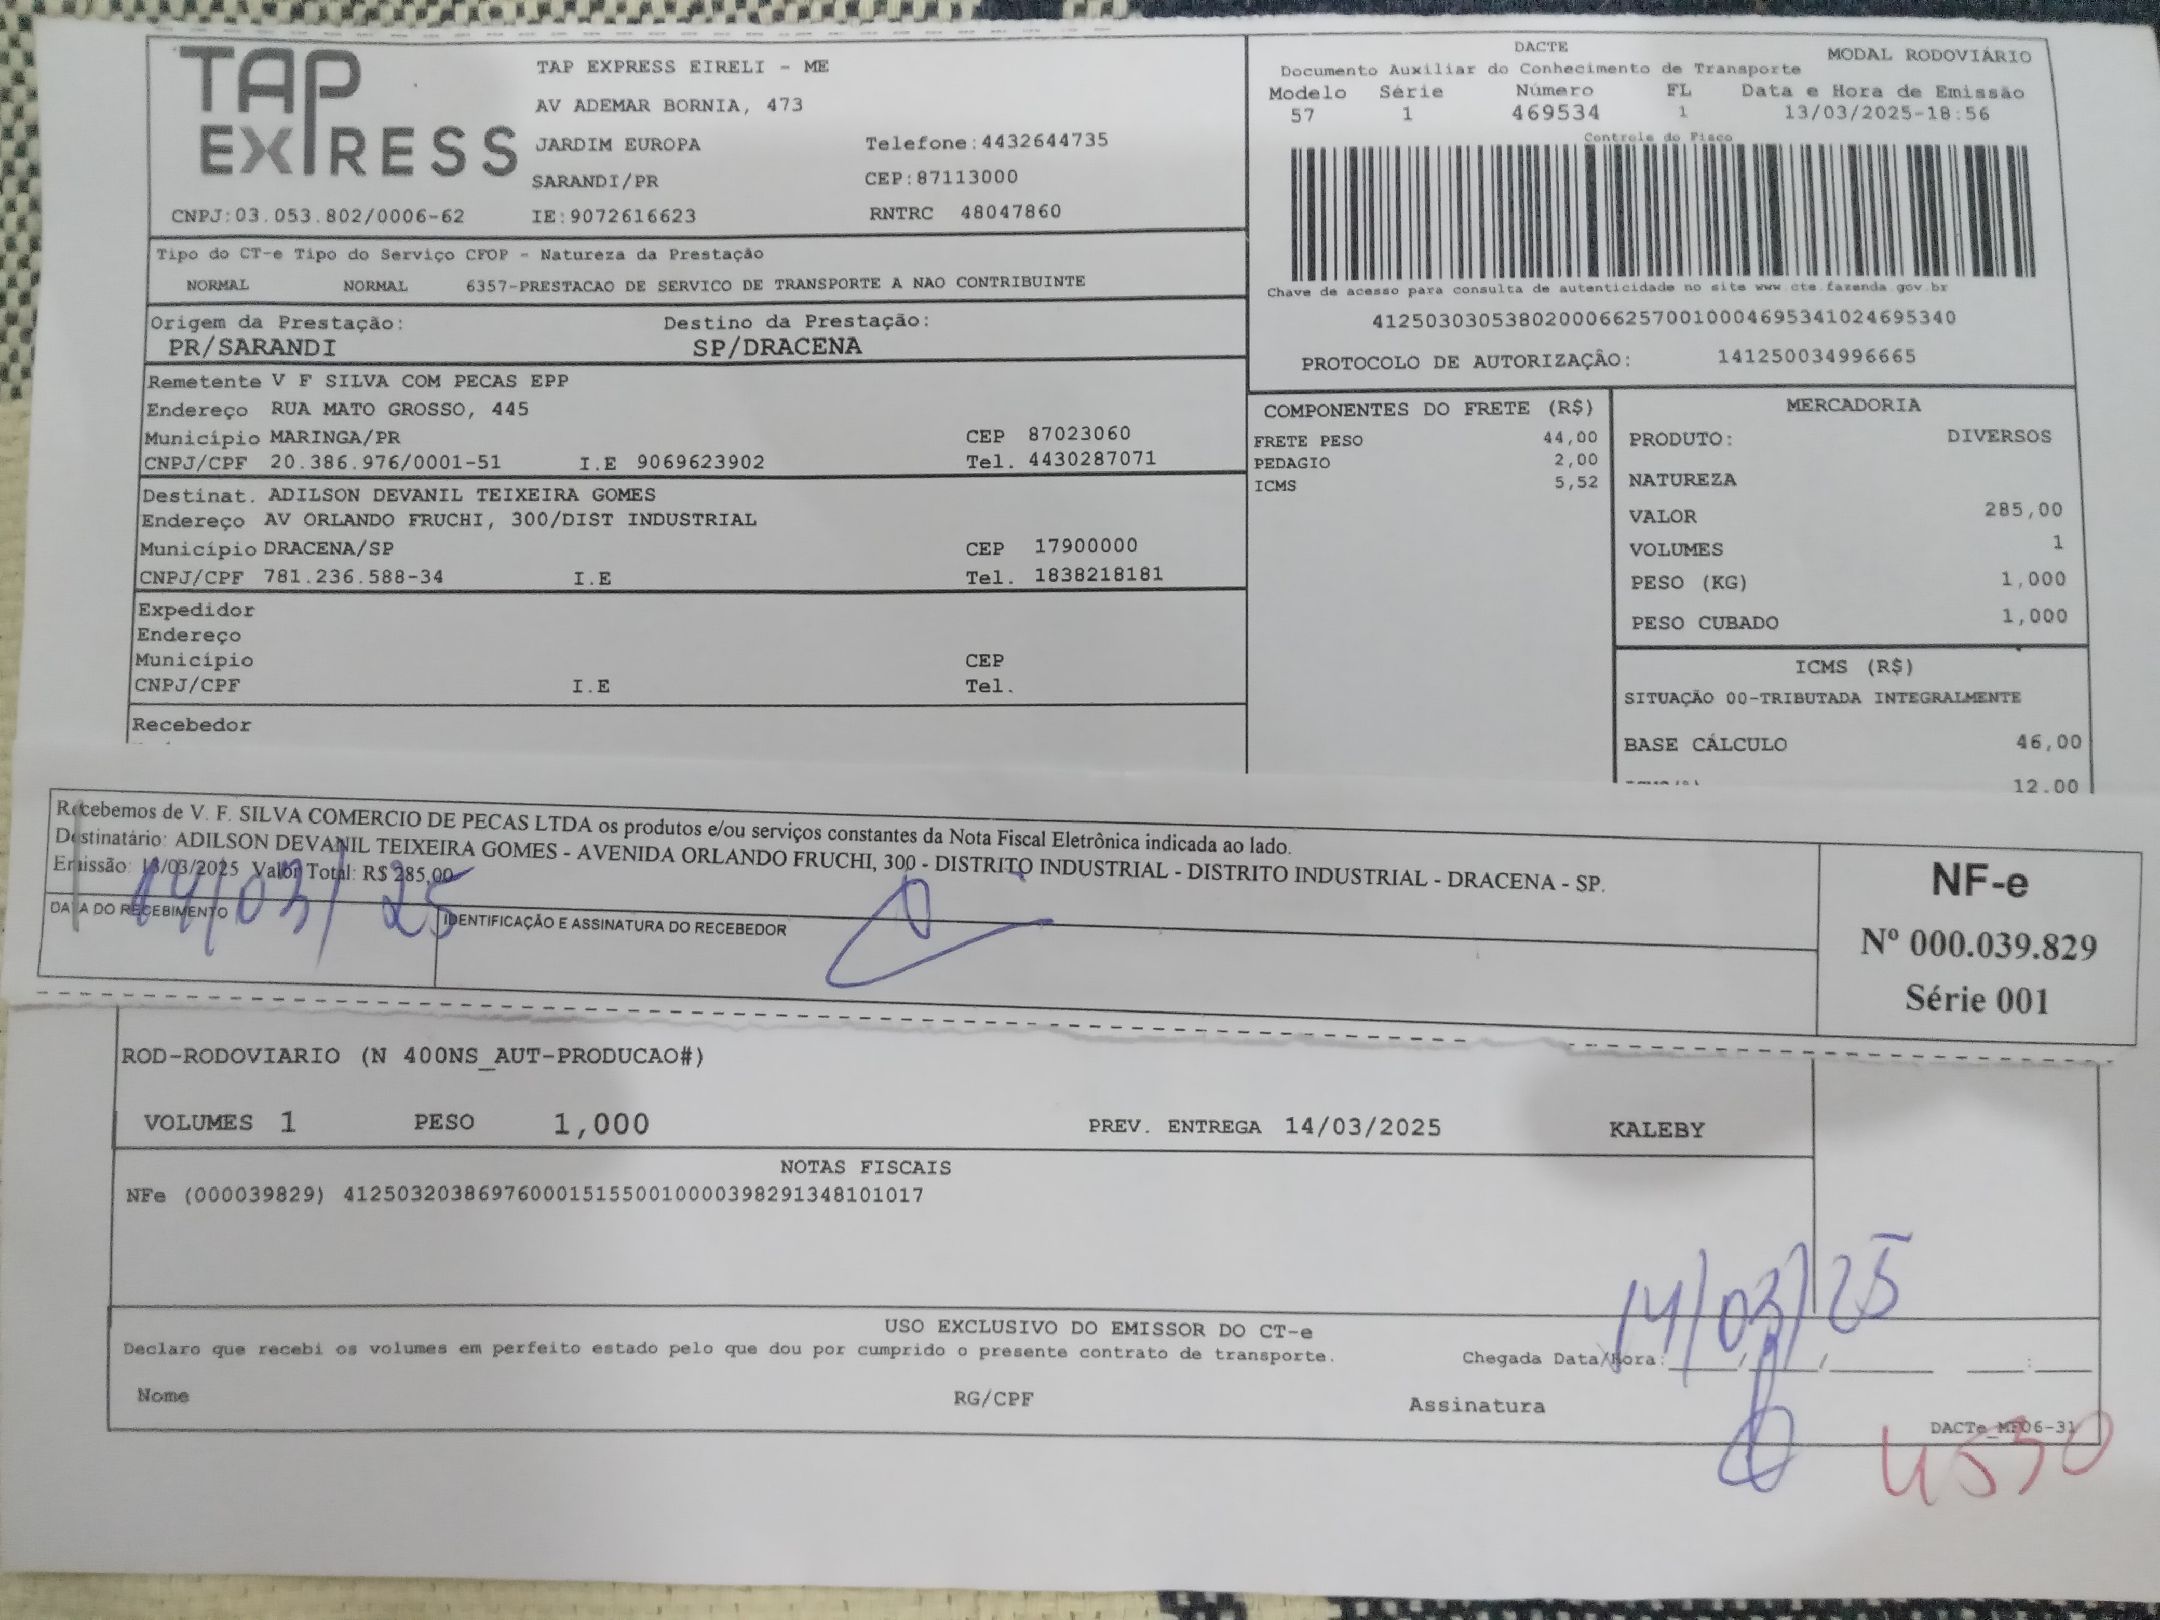 TAP EXPRESS
TAP EXPRESS EIRELI - ME
AV ADEMAR BORNIA, 473
JARDIM EUROPA Telefone:4432644735
SARANDI/PR CEP:87113000
CNPJ:03.053.802/0006-62 IE:9072616623 RNTRC 48047860
DACTE MODAL RODOVIÁRIO
Documento Auxiliar do Conhecimento de Transporte
Modelo Série Número FL Data e Hora de Emissão
57 1 469534 1 13/03/2025-18:56
Controle do Fisco
Chave de acesso para consulta de autenticidade no site www.cte.fazenda.gov.br
41250303053802000662570010004695341024695340
PROTOCOLO DE AUTORIZAÇÃO: 141250034996665
Tipo do CT-e Tipo do Serviço CFOP - Natureza da Prestação
NORMAL NORMAL 6357-PRESTACAO DE SERVICO DE TRANSPORTE A NAO CONTRIBUINTE
Origem da Prestação: Destino da Prestação:
PR/SARANDI SP/DRACENA
Remetente V F SILVA COM PECAS EPP
Endereço RUA MATO GROSSO, 445
Município MARINGA/PR CEP 87023060
CNPJ/CPF 20.386.976/0001-51 I.E 9069623902 Tel. 4430287071
Destinat. ADILSON DEVANIL TEIXEIRA GOMES
Endereço AV ORLANDO FRUCHI, 300/DIST INDUSTRIAL
Município DRACENA/SP CEP 17900000
CNPJ/CPF 781.236.588-34 I.E Tel. 1838218181
Expedidor
Endereço
Município CEP
CNPJ/CPF I.E Tel.
Recebedor
COMPONENTES DO FRETE (R$)
FRETE PESO 44,00
PEDAGIO 2,00
ICMS 5,52
MERCADORIA
PRODUTO: DIVERSOS
NATUREZA
VALOR 285,00
VOLUMES 1
PESO (KG) 1,000
PESO CUBADO 1,000
ICMS (R$)
SITUAÇÃO 00-TRIBUTADA INTEGRALMENTE
BASE CÁLCULO 46,00
12.00
Recebemos de V. F. SILVA COMERCIO DE PECAS LTDA os produtos e/ou serviços constantes da Nota Fiscal Eletrônica indicada ao lado.
Destinatário: ADILSON DEVANIL TEIXEIRA GOMES - AVENIDA ORLANDO FRUCHI, 300 - DISTRITO INDUSTRIAL - DISTRITO INDUSTRIAL - DRACENA - SP.
Emissão: 13/03/2025 Valor Total: R$ 285,00
14/03/25
DATA DO RECEBIMENTO IDENTIFICAÇÃO E ASSINATURA DO RECEBEDOR
NF-e
Nº 000.039.829
Série 001
ROD-RODOVIARIO (N 400NS_AUT-PRODUCAO#)
VOLUMES 1 PESO 1,000 PREV. ENTREGA 14/03/2025 KALEBY
NOTAS FISCAIS
NFe (000039829) 41250320386976000151550010000398291348101017
14/03/25
USO EXCLUSIVO DO EMISSOR DO CT-e
Declaro que recebi os volumes em perfeito estado pelo que dou por cumprido o presente contrato de transporte. Chegada Data/Hora:____/____/______ ___:___
Nome RG/CPF Assinatura
DACTe_MF06-31